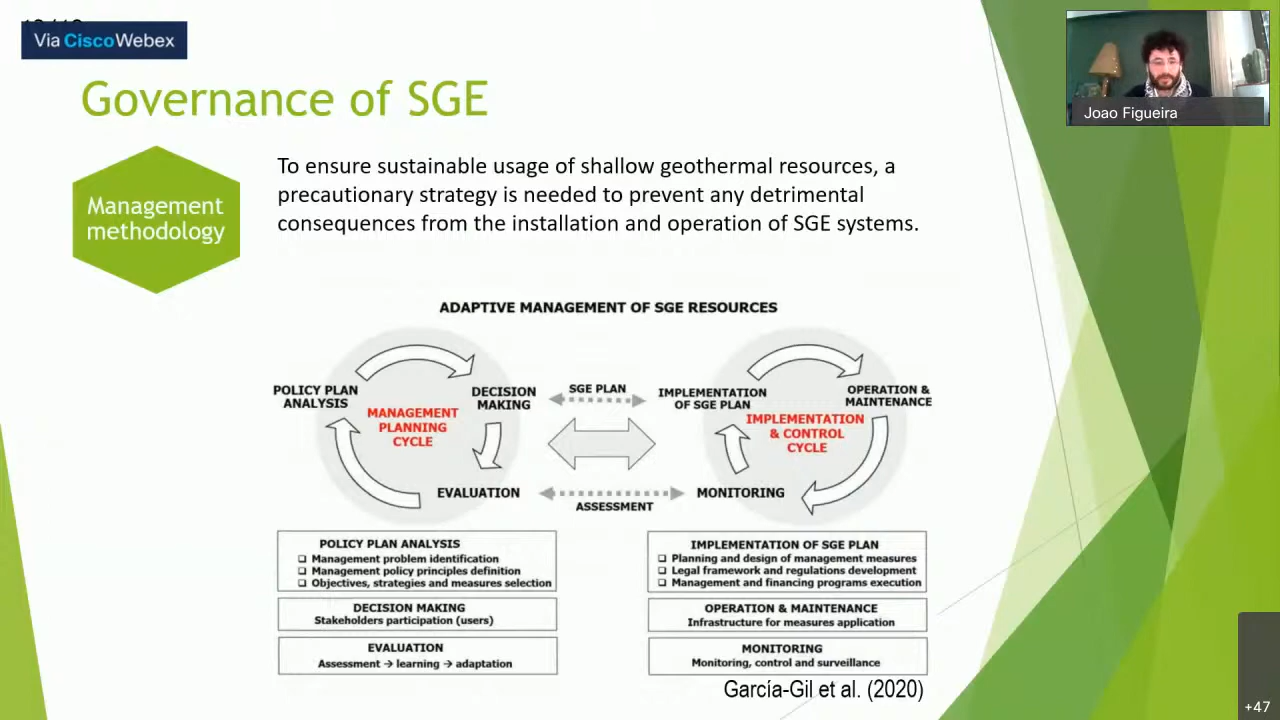 Via CiscoWebex
Governance of SGE
Joao Figueira
Management
methodology
To ensure sustainable usage of shallow geothermal resources, a
precautionary strategy is needed to prevent any detrimental
consequences from the installation and operation of SGE systems.
ADAPTIVE MANAGEMENT OF SGE RESOURCES
POLICY PLAN
ANALYSIS
DECISION
MAKING
MANAGEMENT
PLANNING
CYCLE
EVALUATION
SGE PLAN
ASSESSMENT
IMPLEMENTATION
OF SGE PLAN
OPERATION &
MAINTENANCE
IMPLEMENTATION
& CONTROL
CYCLE
MONITORING
POLICY PLAN ANALYSIS
❑ Management problem identification
❑ Management policy principles definition
❑ Objectives, strategies and measures selection
DECISION MAKING
Stakeholders participation (users)
EVALUATION
Assessment → learning → adaptation
IMPLEMENTATION OF SGE PLAN
❑ Planning and design of management measures
❑ Legal framework and regulations development
❑ Management and financing programs execution
OPERATION & MAINTENANCE
Infrastructure for measures application
MONITORING
Monitoring, control and surveillance
García-Gil et al. (2020)
+47